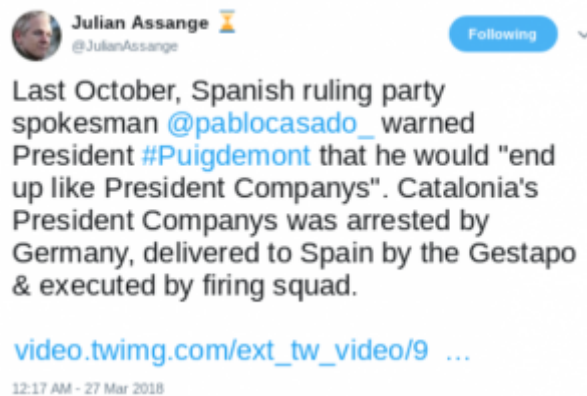 Julian Assange ⌛
@JulianAssange
Following
Last October, Spanish ruling party
spokesman @pablocasado_ warned
President #Puigdemont that he would "end
up like President Companys". Catalonia's
President Companys was arrested by
Germany, delivered to Spain by the Gestapo
& executed by firing squad.
video.twimg.com/ext_tw_video/9 …
12:17 AM - 27 Mar 2018